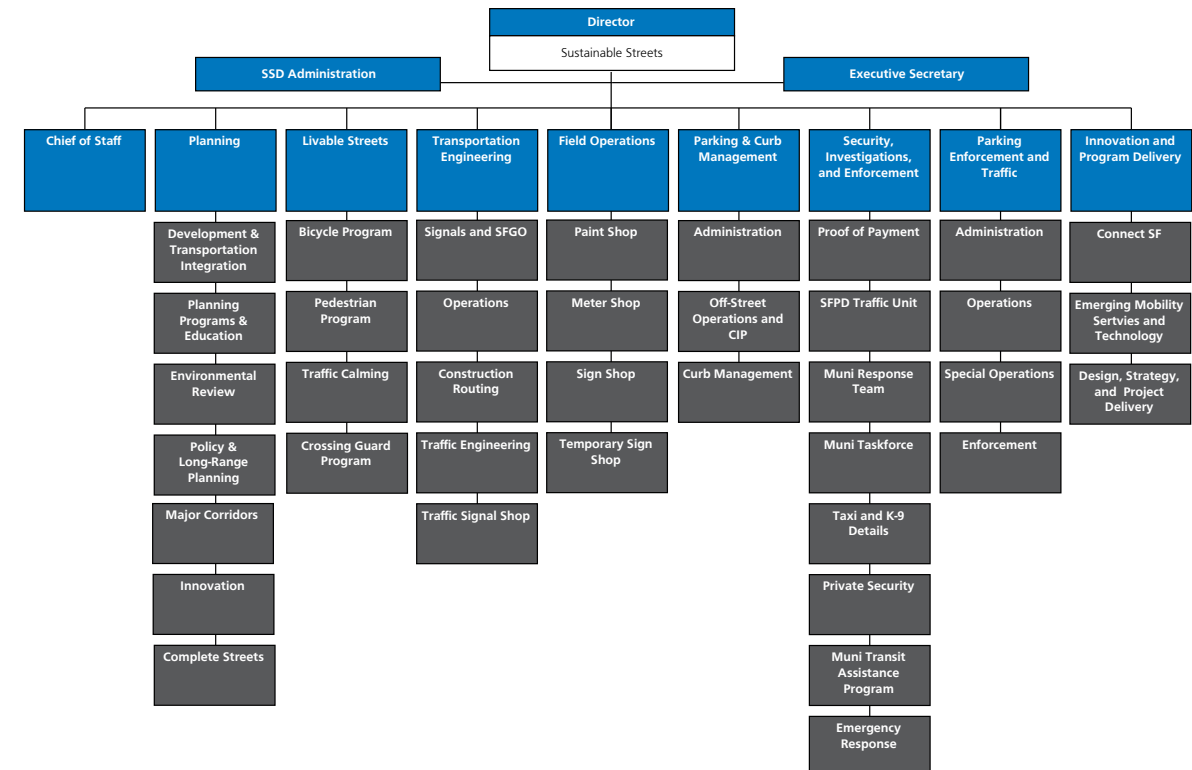 Director
Sustainable Streets
SSD Administration
Executive Secretary
Chief of Staff
Planning
Development &
Transportation
Integration
Planning
Programs &
Education
Environmental
Review
Policy &
Long-Range
Planning
Major Corridors
Innovation
Complete Streets
Livable Streets
Bicycle Program
Pedestrian
Program
Traffic Calming
Crossing Guard
Program
Transportation
Engineering
Signals and SFGO
Operations
Construction
Routing
Traffic Engineering
Traffic Signal Shop
Field Operations
Paint Shop
Meter Shop
Sign Shop
Temporary Sign
Shop
Parking & Curb
Management
Administration
Off-Street
Operations and
CIP
Curb Management
Security,
Investigations,
and Enforcement
Proof of Payment
SFPD Traffic Unit
Muni Response
Team
Muni Taskforce
Taxi and K-9
Details
Private Security
Muni Transit
Assistance
Program
Emergency
Response
Parking
Enforcement and
Traffic
Administration
Operations
Special Operations
Enforcement
Innovation and
Program Delivery
Connect SF
Emerging Mobility
Sertvies and
Technology
Design, Strategy,
and Project
Delivery